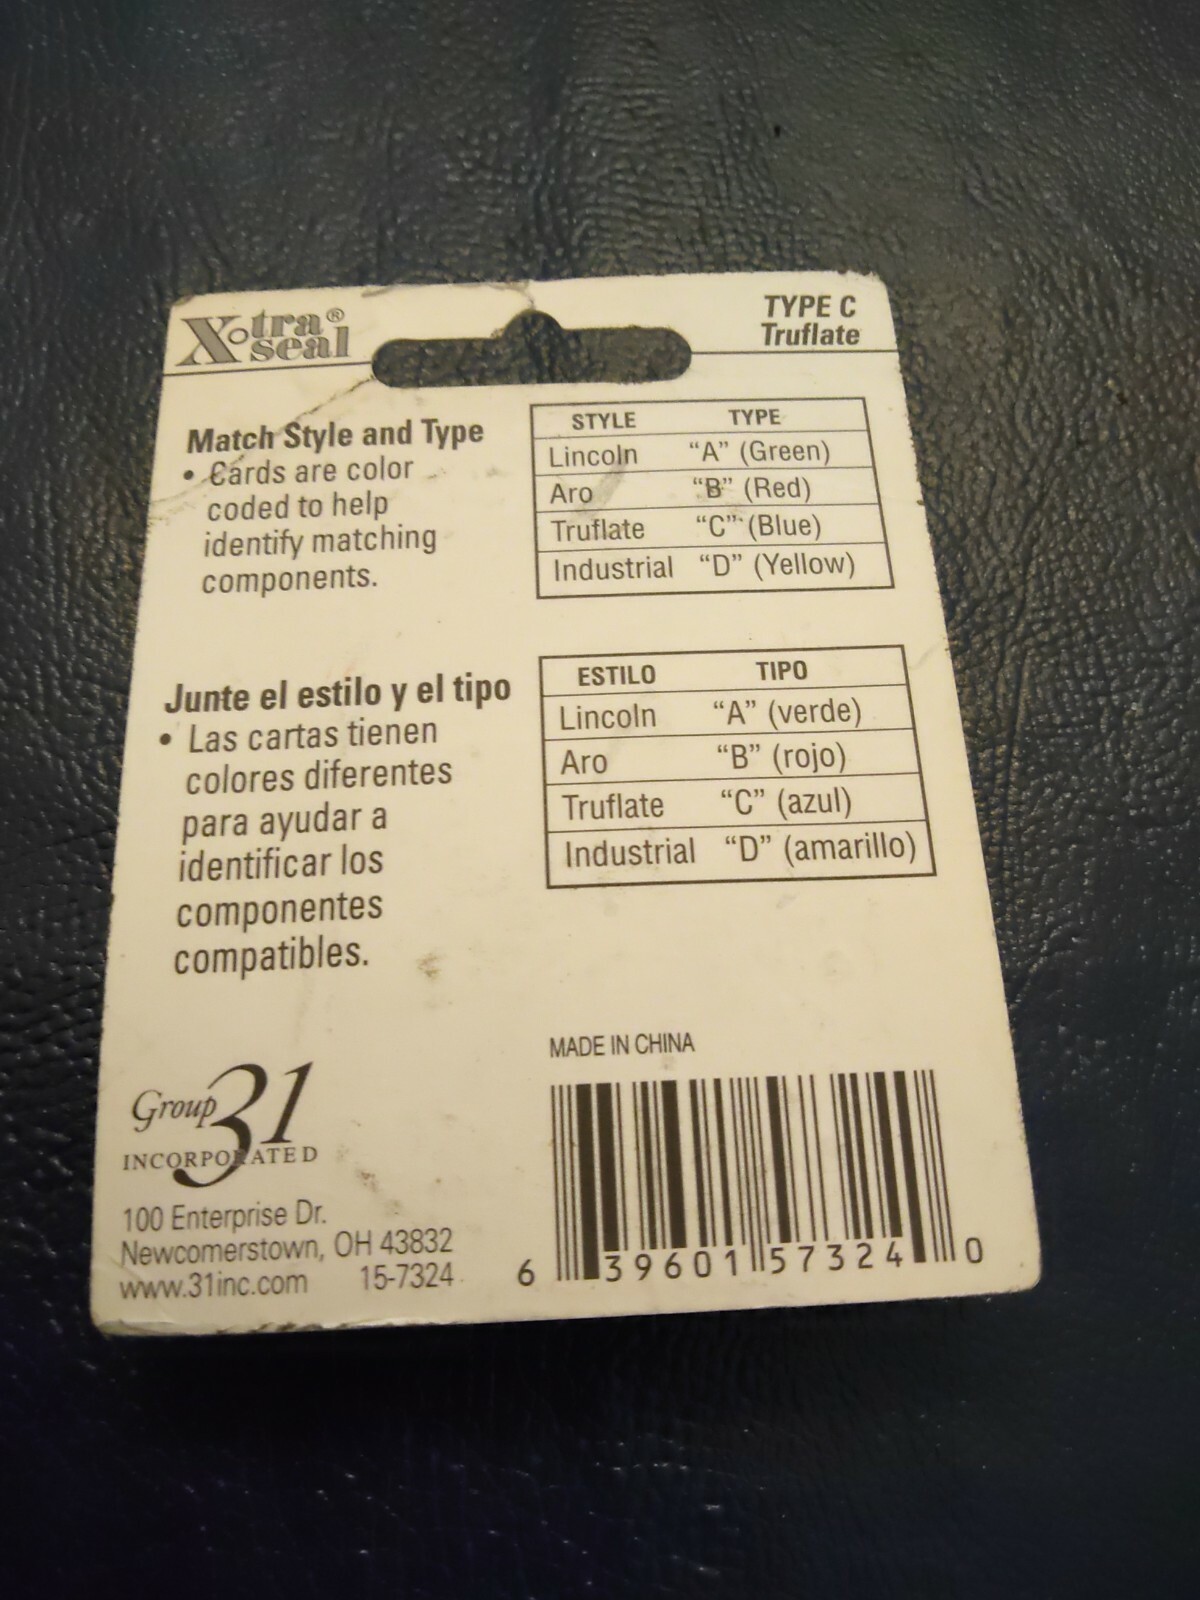 Xtra® seal
TYPE C
Truflate
Match Style and Type
• Cards are color
coded to help
identify matching
components.
STYLE TYPE
Lincoln "A" (Green)
Aro "B" (Red)
Truflate "C" (Blue)
Industrial "D" (Yellow)
Junte el estilo y el tipo
• Las cartas tienen
colores diferentes
para ayudar a
identificar los
componentes
compatibles.
ESTILO TIPO
Lincoln "A" (verde)
Aro "B" (rojo)
Truflate "C" (azul)
Industrial "D" (amarillo)
Group 31
INCORPORATED
100 Enterprise Dr.
Newcomerstown, OH 43832
www.31inc.com 15-7324
MADE IN CHINA
6 39601 57324 0